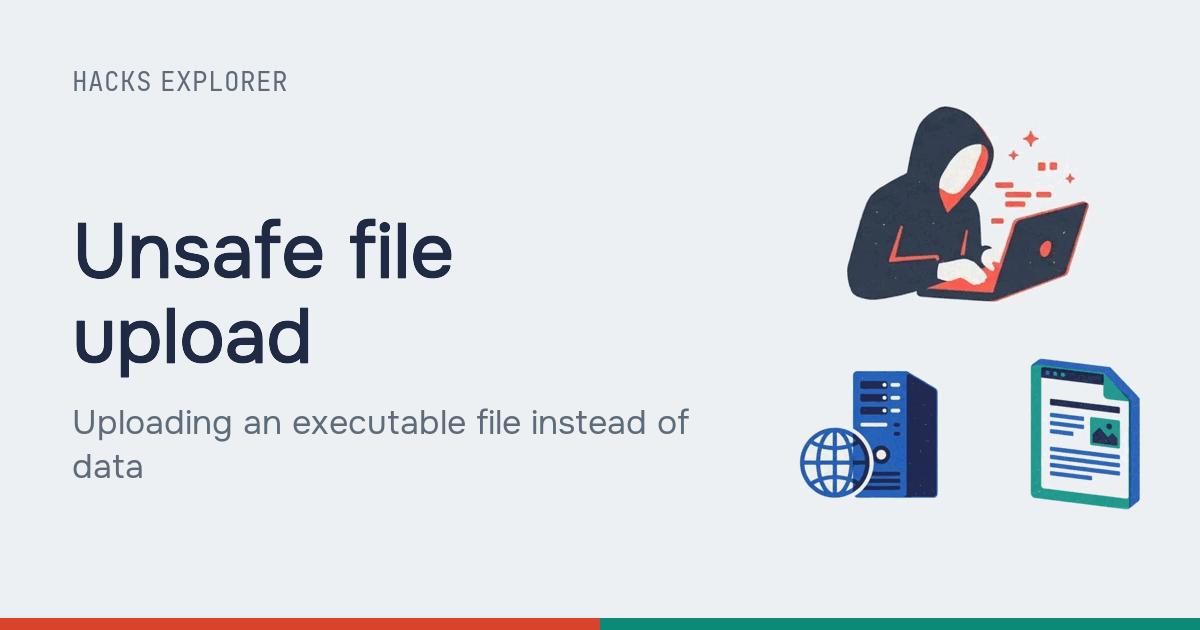 HACKS EXPLORER
Unsafe file
upload
Uploading an executable file instead of
data